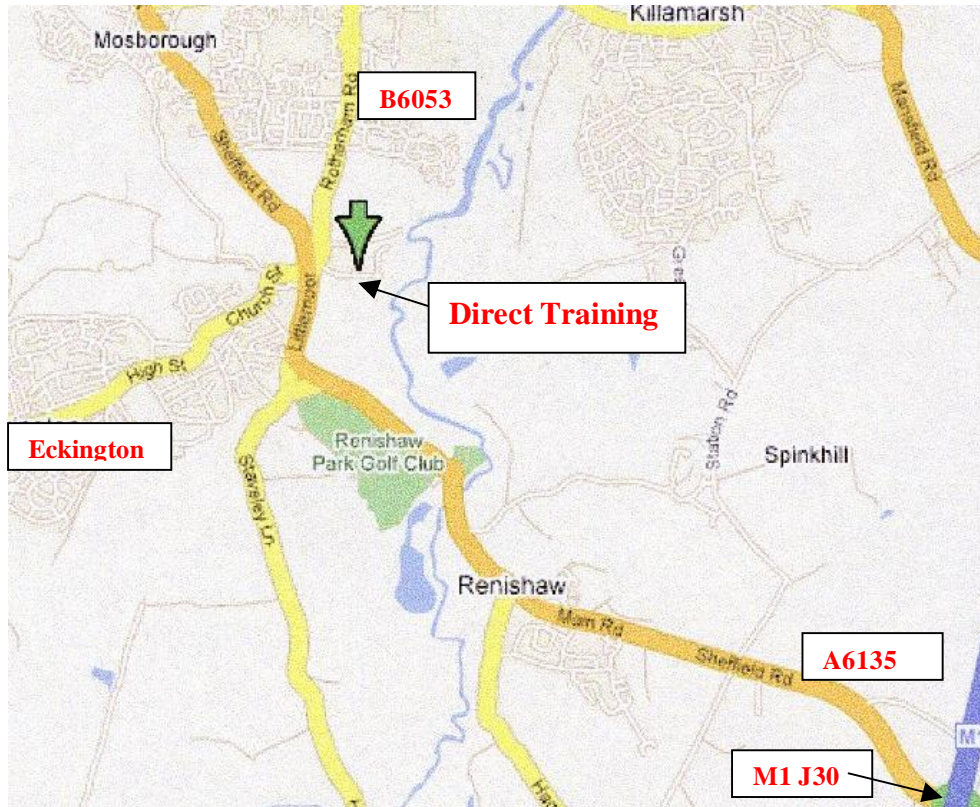 Killamarsh
Mosborough
B6053
Mansfield Rd
Sheffield Rd
Rotherham Rd
Church St
Direct Training
Littlemoor
High St
Station Rd
Eckington
Renishaw
Park Golf Club
Spinkhill
Staveley Ln
Renishaw
Main Rd
Sheffield Rd
A6135
M1
M1 J30